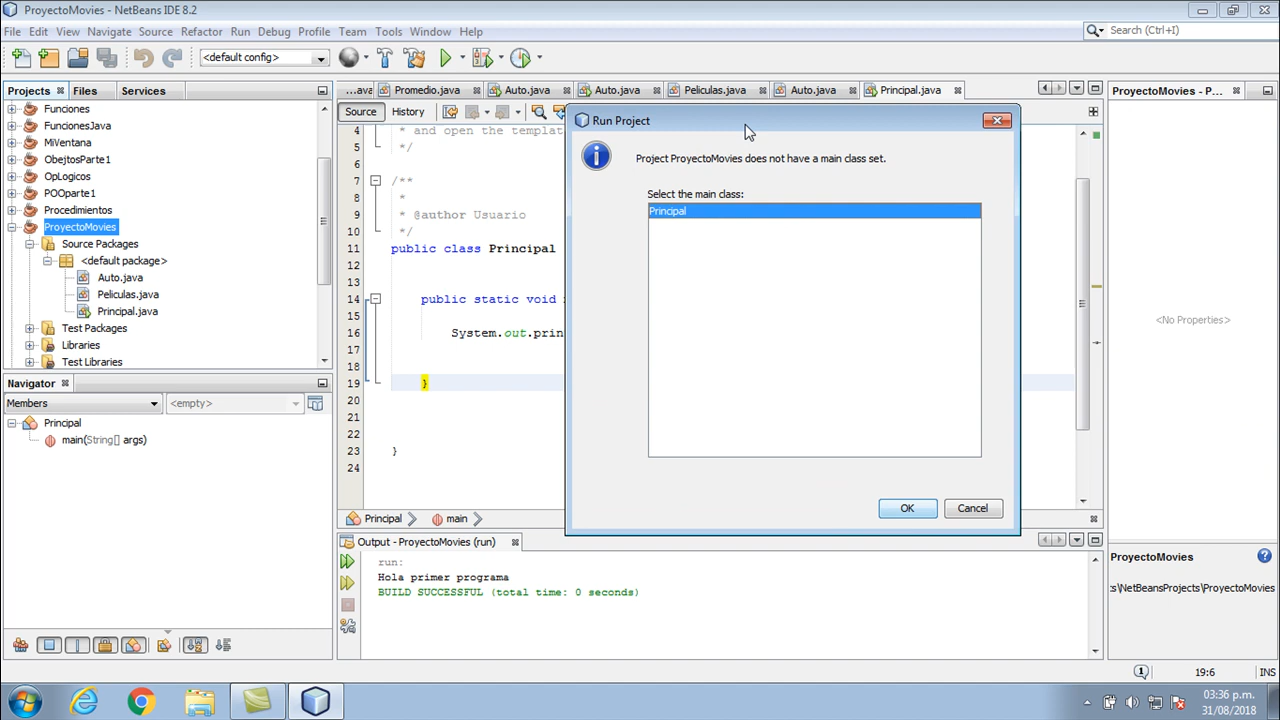 ProyectoMovies - NetBeans IDE 8.2
File Edit View Navigate Source Refactor Run Debug Profile Team Tools Window Help
Search (Ctrl+I)
<default config>
Projects Files Services
...ava Promedio.java Auto.java Auto.java Peliculas.java Auto.java Principal.java
ProyectoMovies - P...
Source History
Funciones
FuncionesJava
MiVentana
ObejtosParte1
OpLogicos
POOparte1
Procedimientos
ProyectoMovies
Source Packages
<default package>
Auto.java
Peliculas.java
Principal.java
Test Packages
Libraries
Test Libraries
4 * and open the templat
5 */
6
7 /**
8 *
9 * @author Usuario
10 */
11 public class Principal
12
13
14 public static void
15
16 System.out.prin
17
18
19 }
20
21
22
23 }
24
Run Project
Project ProyectoMovies does not have a main class set.
Select the main class:
Principal
OK Cancel
<No Properties>
Navigator
Members <empty>
Principal
main(String[] args)
Principal main
Output - ProyectoMovies (run)
run:
Hola primer programa
BUILD SUCCESSFUL (total time: 0 seconds)
ProyectoMovies
:s\NetBeansProjects\ProyectoMovies
1 19:6 INS
03:36 p.m.
31/08/2018